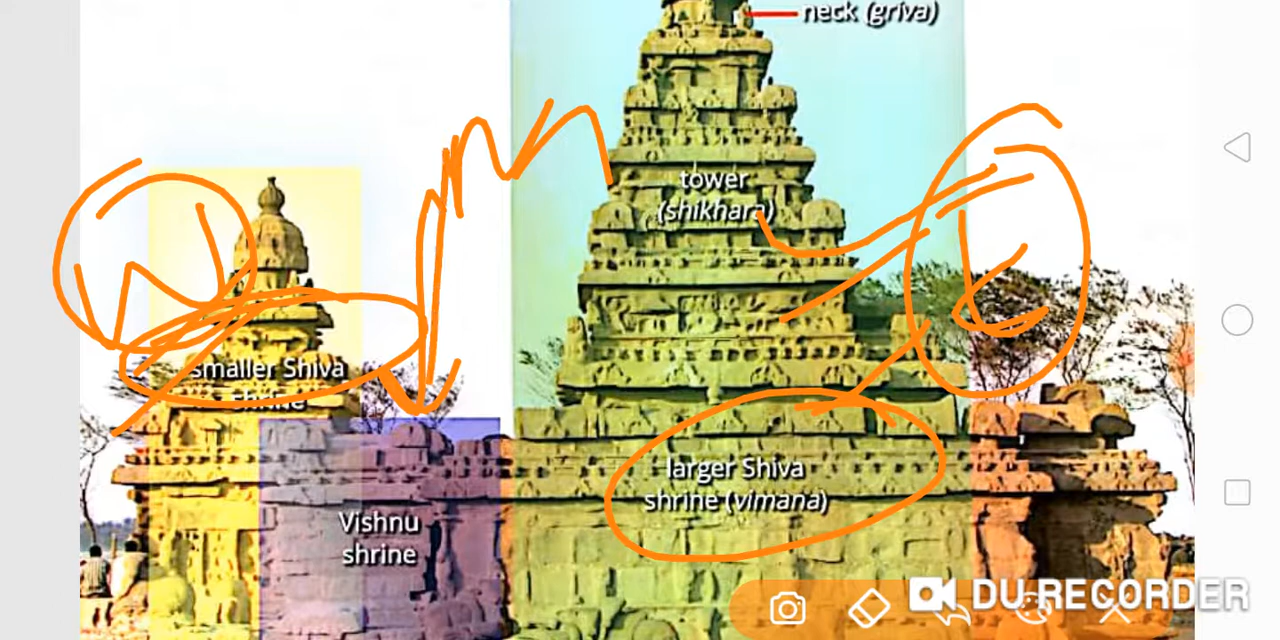 neck (griva)
tower
(shikhara)
smaller Shiva
shrine
larger Shiva
shrine (vimana)
Vishnu
shrine
W
E
DU RECORDER